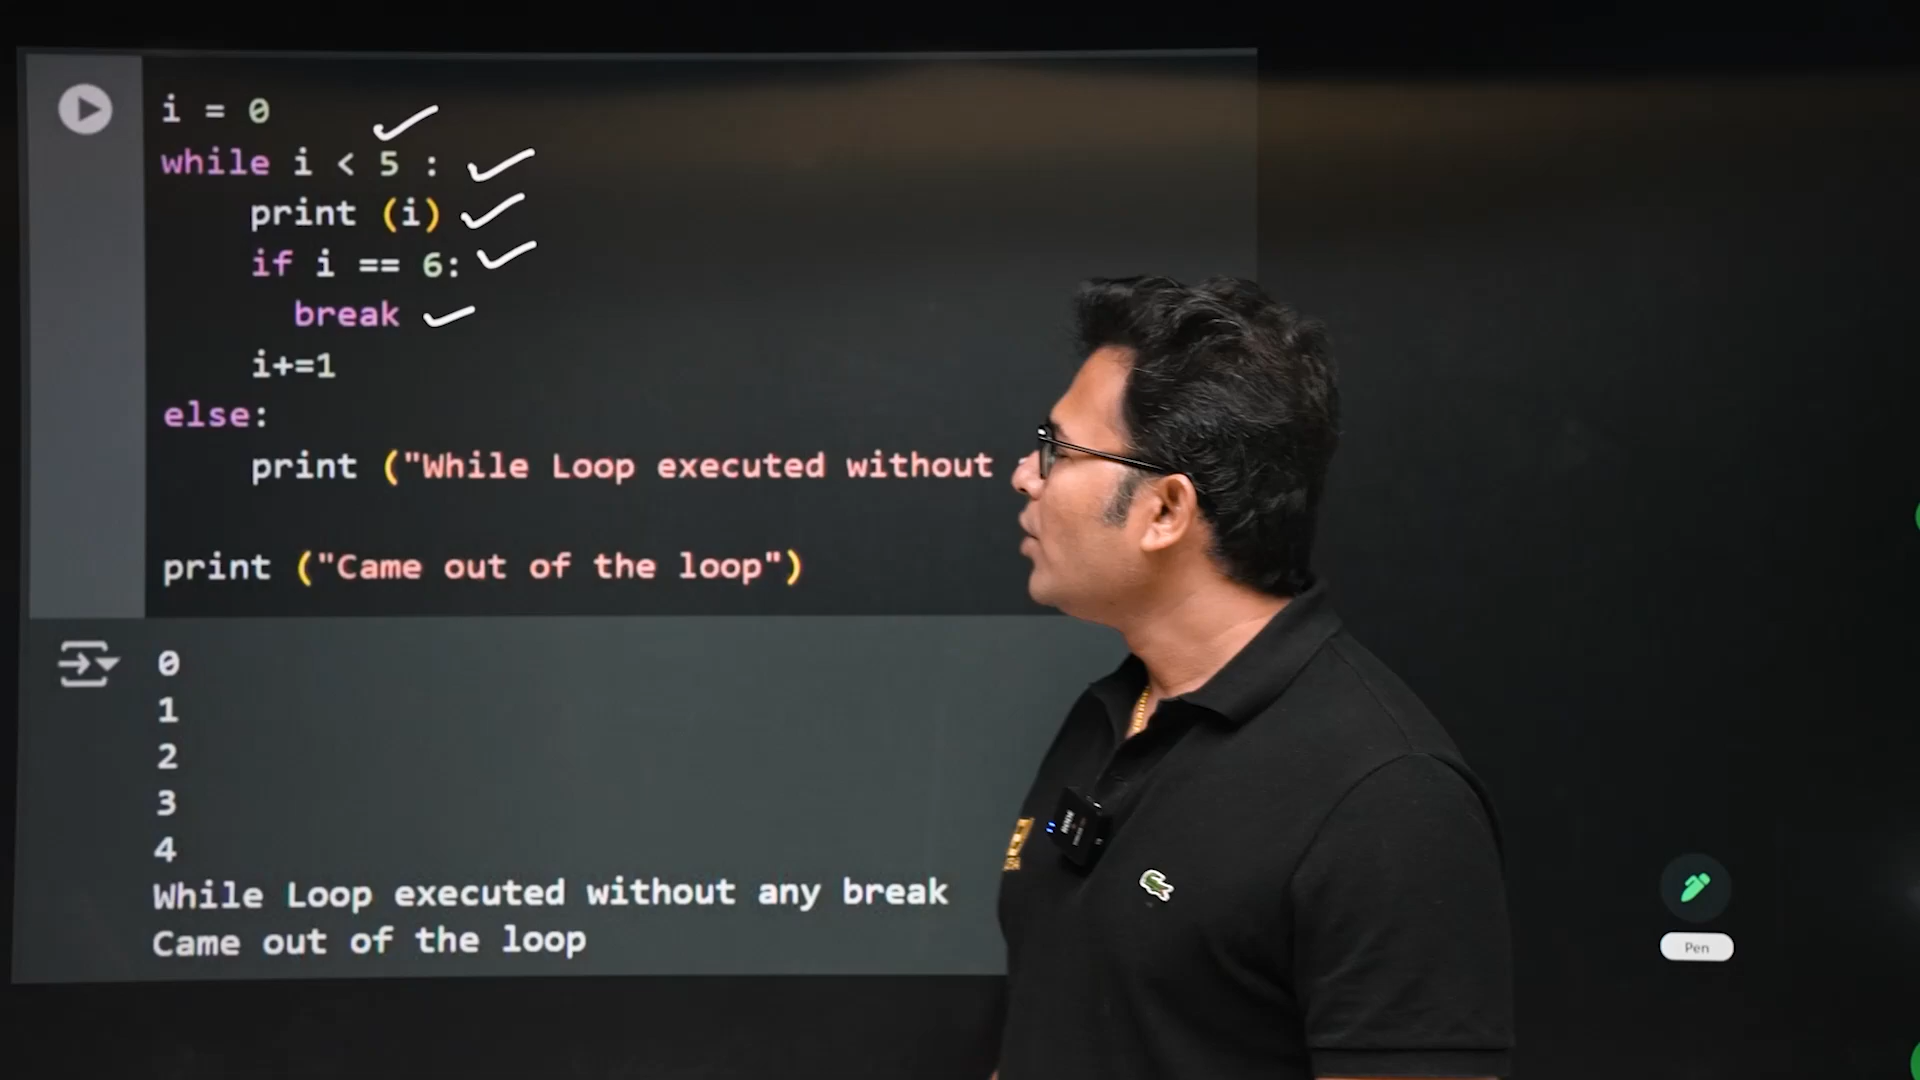 i = 0
while i < 5 :
print (i)
if i == 6:
break
i+=1
else:
print ("While Loop executed without
print ("Came out of the loop")
0
1
2
3
4
While Loop executed without any break
Came out of the loop
Pen